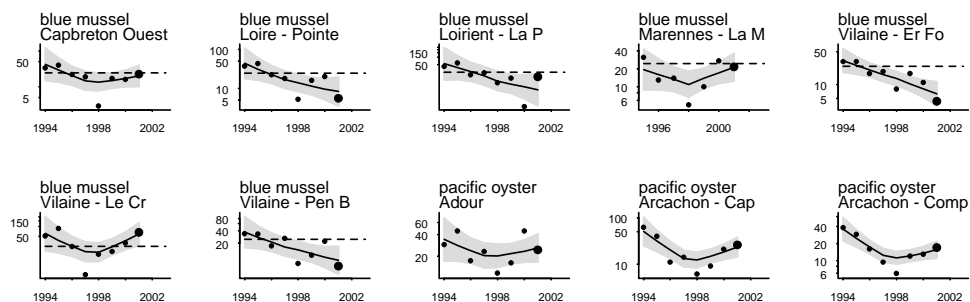 blue mussel
Capbreton Ouest
50
5
1994 1998 2002
blue mussel
Loire - Pointe
100
50
10
5
1994 1998 2002
blue mussel
Lorient - La P
150
50
1994 1998 2002
blue mussel
Marennes - La M
40
20
10
6
1996 2000
blue mussel
Vilaine - Er Fo
50
10
5
1994 1998 2002
blue mussel
Vilaine - Le Cr
150
50
1994 1998 2002
blue mussel
Vilaine - Pen B
80
40
20
1994 1998 2002
pacific oyster
Adour
60
40
20
1994 1998 2002
pacific oyster
Arcachon - Cap
100
50
10
1994 1998 2002
pacific oyster
Arcachon - Comp
40
20
10
6
1994 1998 2002